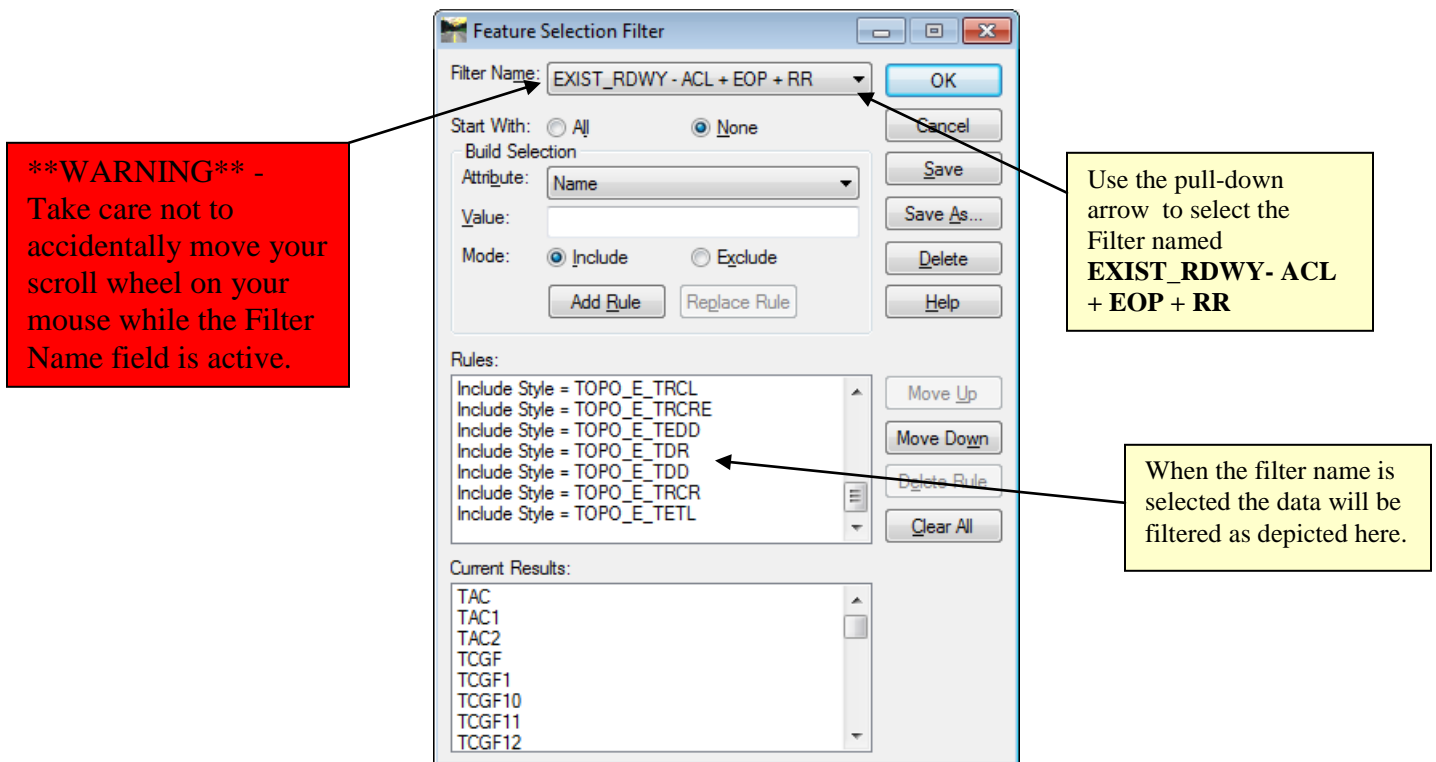 Feature Selection Filter
Filter Name: EXIST_RDWY - ACL + EOP + RR
OK
Start With: All None
Cancel
Build Selection
Attribute: Name
Save
Value:
Save As...
Mode: Include Exclude
Delete
Add Rule Replace Rule
Help
Rules:
Include Style = TOPO_E_TRCL
Include Style = TOPO_E_TRCRE
Include Style = TOPO_E_TEDD
Include Style = TOPO_E_TDR
Include Style = TOPO_E_TDD
Include Style = TOPO_E_TRCR
Include Style = TOPO_E_TETL
Move Up
Move Down
Delete Rule
Clear All
Current Results:
TAC
TAC1
TAC2
TCGF
TCGF1
TCGF10
TCGF11
TCGF12
**WARNING** -
Take care not to
accidentally move your
scroll wheel on your
mouse while the Filter
Name field is active.
Use the pull-down
arrow to select the
Filter named
EXIST_RDWY- ACL
+ EOP + RR
When the filter name is
selected the data will be
filtered as depicted here.